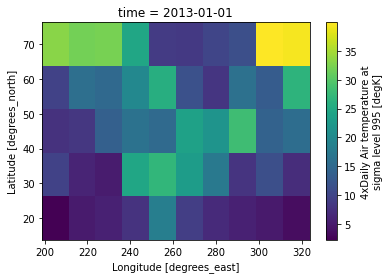 time = 2013-01-01
Latitude [degrees_north]
70
60
50
40
30
20
200 220 240 260 280 300 320
Longitude [degrees_east]
35
30
25
20
15
10
5
4xDaily Air temperature at
sigma level 995 [degK]